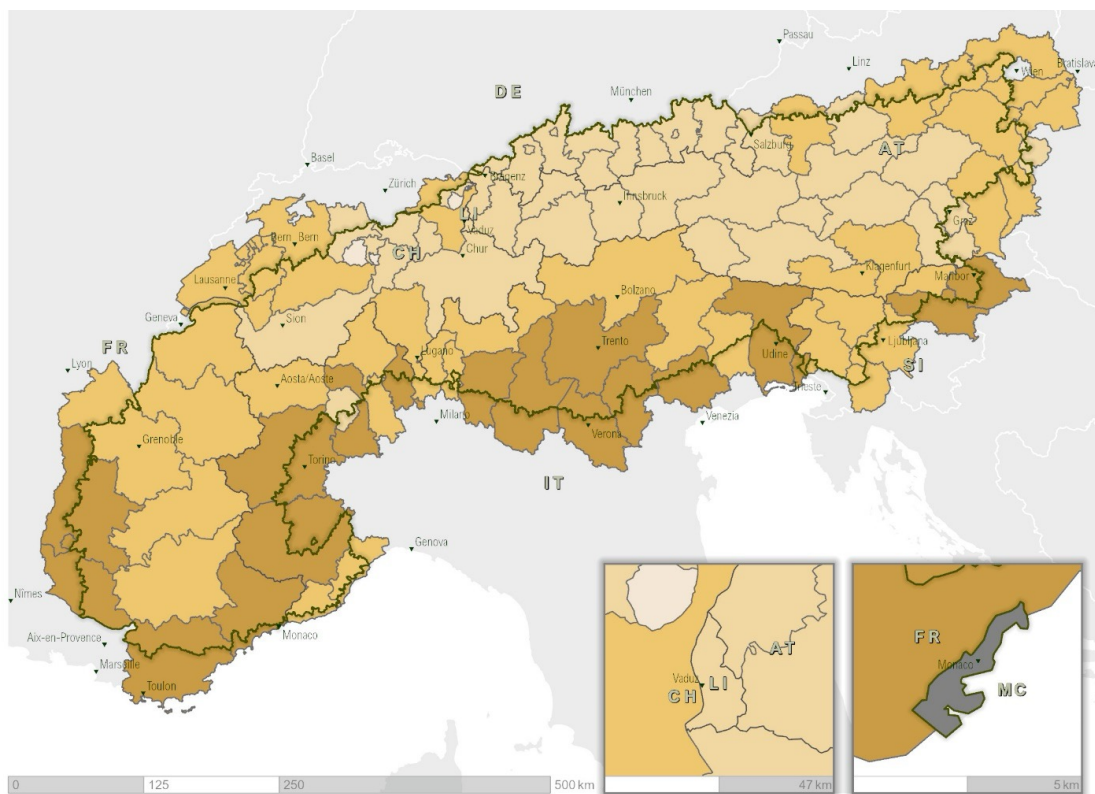 Passau
Linz
Wien
Bratislava
DE
München
Salzburg
AT
Basel
Zürich
Bregenz
LI
Vaduz
Innsbruck
Graz
Bern Bern
CH
Chur
Klagenfurt
Maribor
Lausanne
Bolzano
Geneva
Sion
Ljubljana
FR
Lugano
Trento
Udine
SI
Lyon
Aosta/Aoste
Trieste
Milano
Verona
Venezia
Grenoble
Torino
IT
Genova
Nîmes
Aix-en-Provence
Monaco
Marseille
Toulon
AT
Vaduz
LI
CH
FR
Monaco
MC
0
125
250
500 km
47 km
5 km